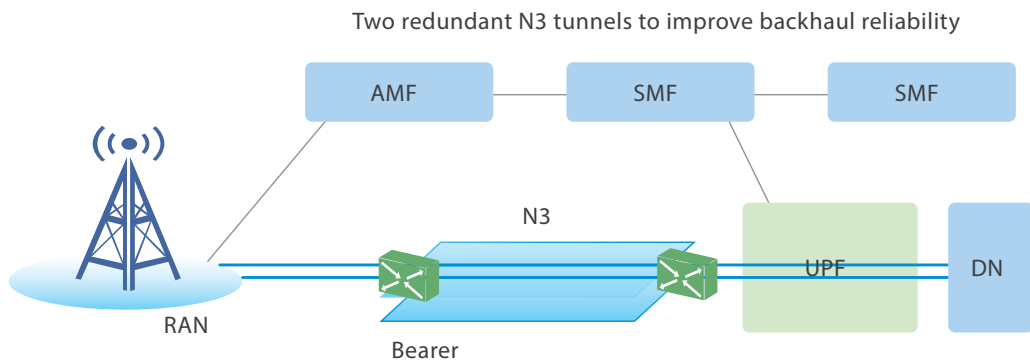 Two redundant N3 tunnels to improve backhaul reliability
AMF
SMF
SMF
N3
UPF
DN
RAN
Bearer